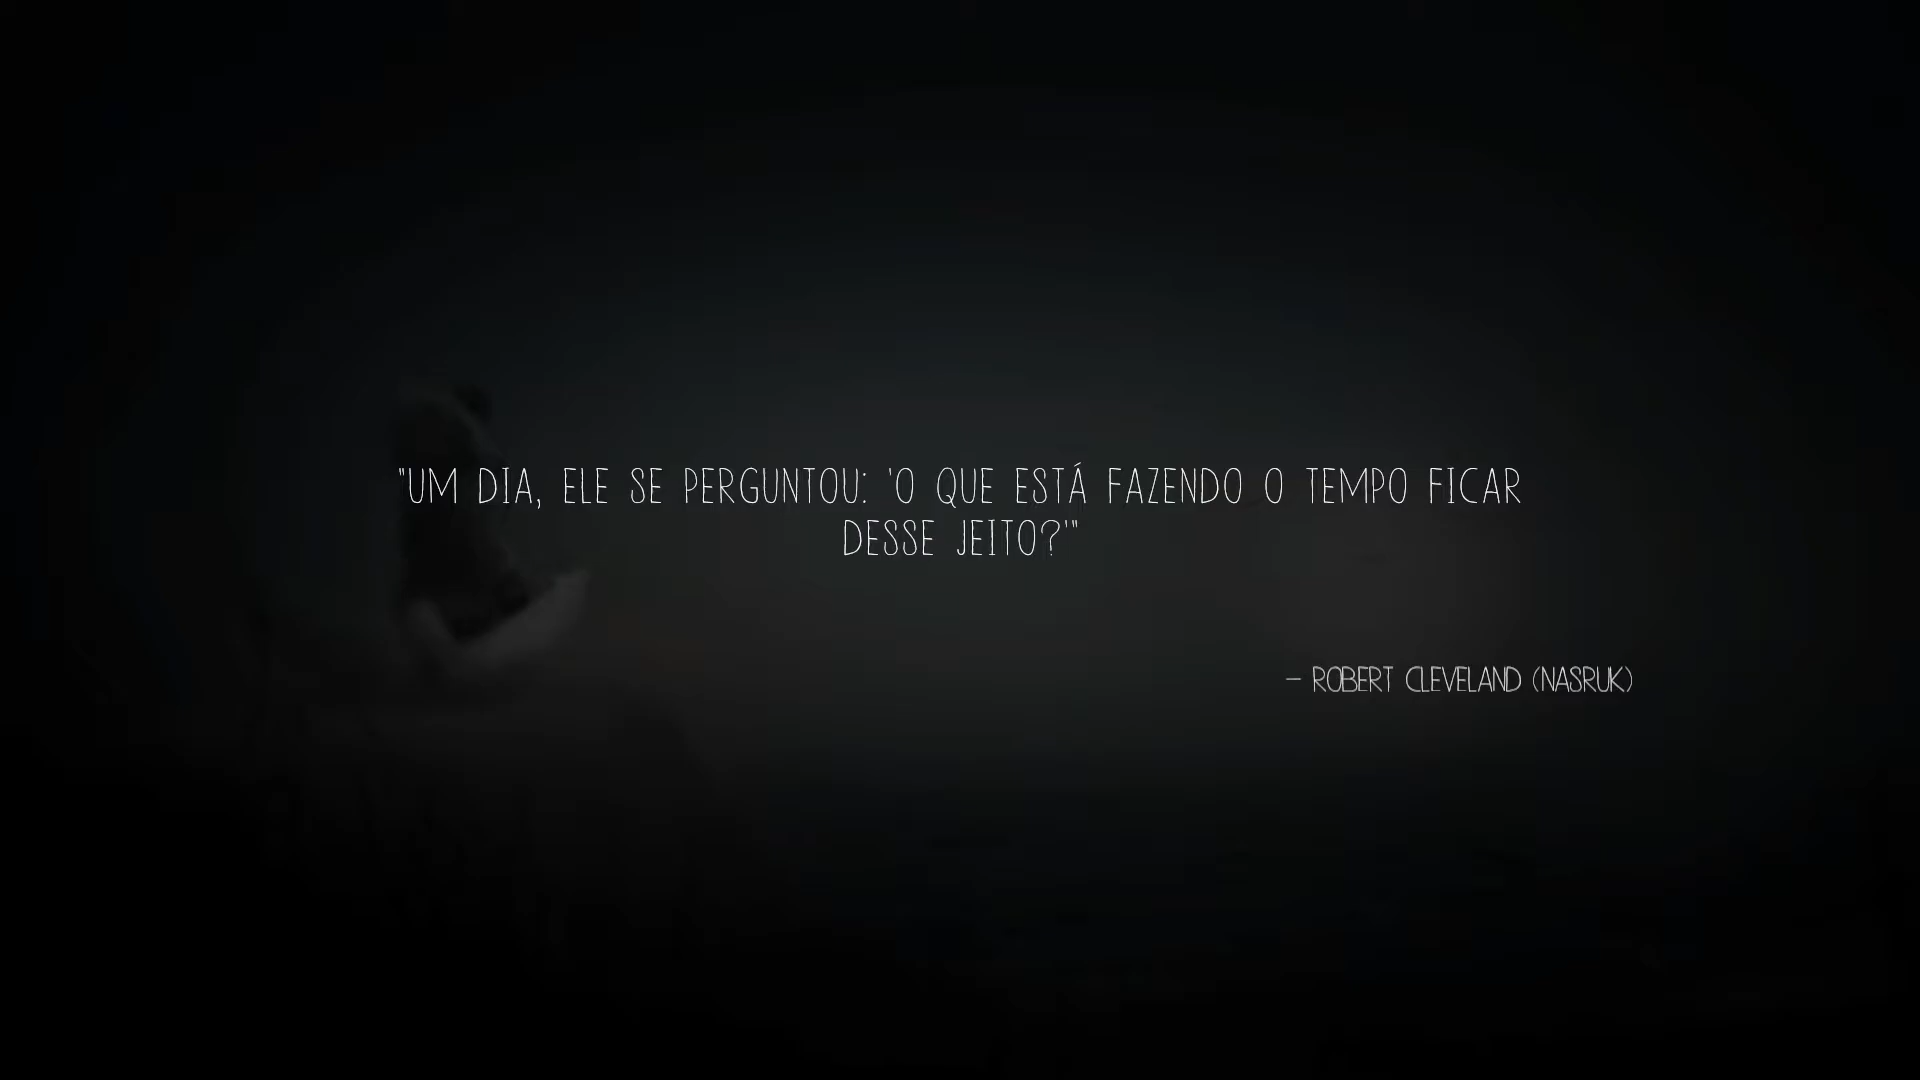 "UM DIA, ELE SE PERGUNTOU: 'O QUE ESTÁ FAZENDO O TEMPO FICAR
DESSE JEITO?'"
– ROBERT CLEVELAND (NASRUK)